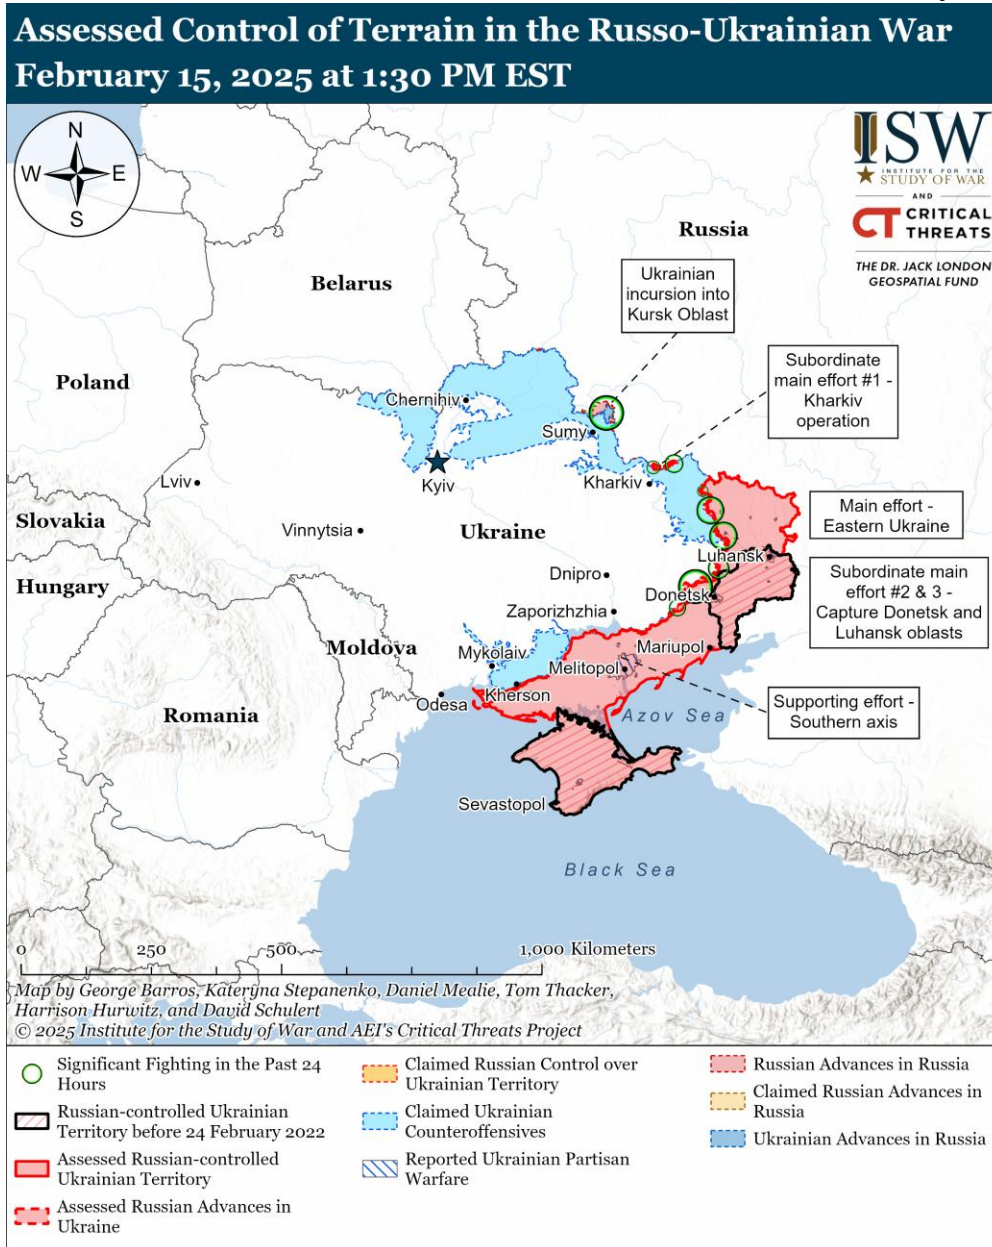 Assessed Control of Terrain in the Russo-Ukrainian War
February 15, 2025 at 1:30 PM EST
N
W
E
S
ISW
INSTITUTE FOR THE
STUDY OF WAR
AND
CT CRITICAL
THREATS
THE DR. JACK LONDON
GEOSPATIAL FUND
Russia
Ukrainian
incursion into
Kursk Oblast
Belarus
Subordinate
main effort #1 -
Kharkiv
operation
Poland
Chernihiv
Sumy
Kyiv
Lviv
Kharkiv
Slovakia
Main effort -
Eastern Ukraine
Vinnytsia
Ukraine
Luhansk
Hungary
Dnipro
Subordinate main
effort #2 & 3 -
Capture Donetsk and
Luhansk oblasts
Donetsk
Zaporizhzhia
Moldova
Mykolaiv
Mariupol
Melitopol
Kherson
Odesa
Supporting effort -
Southern axis
Romania
Azov Sea
Sevastopol
Black Sea
0
250
500
1,000 Kilometers
Map by George Barros, Kateryna Stepanenko, Daniel Mealie, Tom Thacker,
Harrison Hurwitz, and David Schulert
© 2025 Institute for the Study of War and AEI's Critical Threats Project
Significant Fighting in the Past 24
Hours
Russian-controlled Ukrainian
Territory before 24 February 2022
Assessed Russian-controlled
Ukrainian Territory
Assessed Russian Advances in
Ukraine
Claimed Russian Control over
Ukrainian Territory
Claimed Ukrainian
Counteroffensives
Reported Ukrainian Partisan
Warfare
Russian Advances in Russia
Claimed Russian Advances in
Russia
Ukrainian Advances in Russia